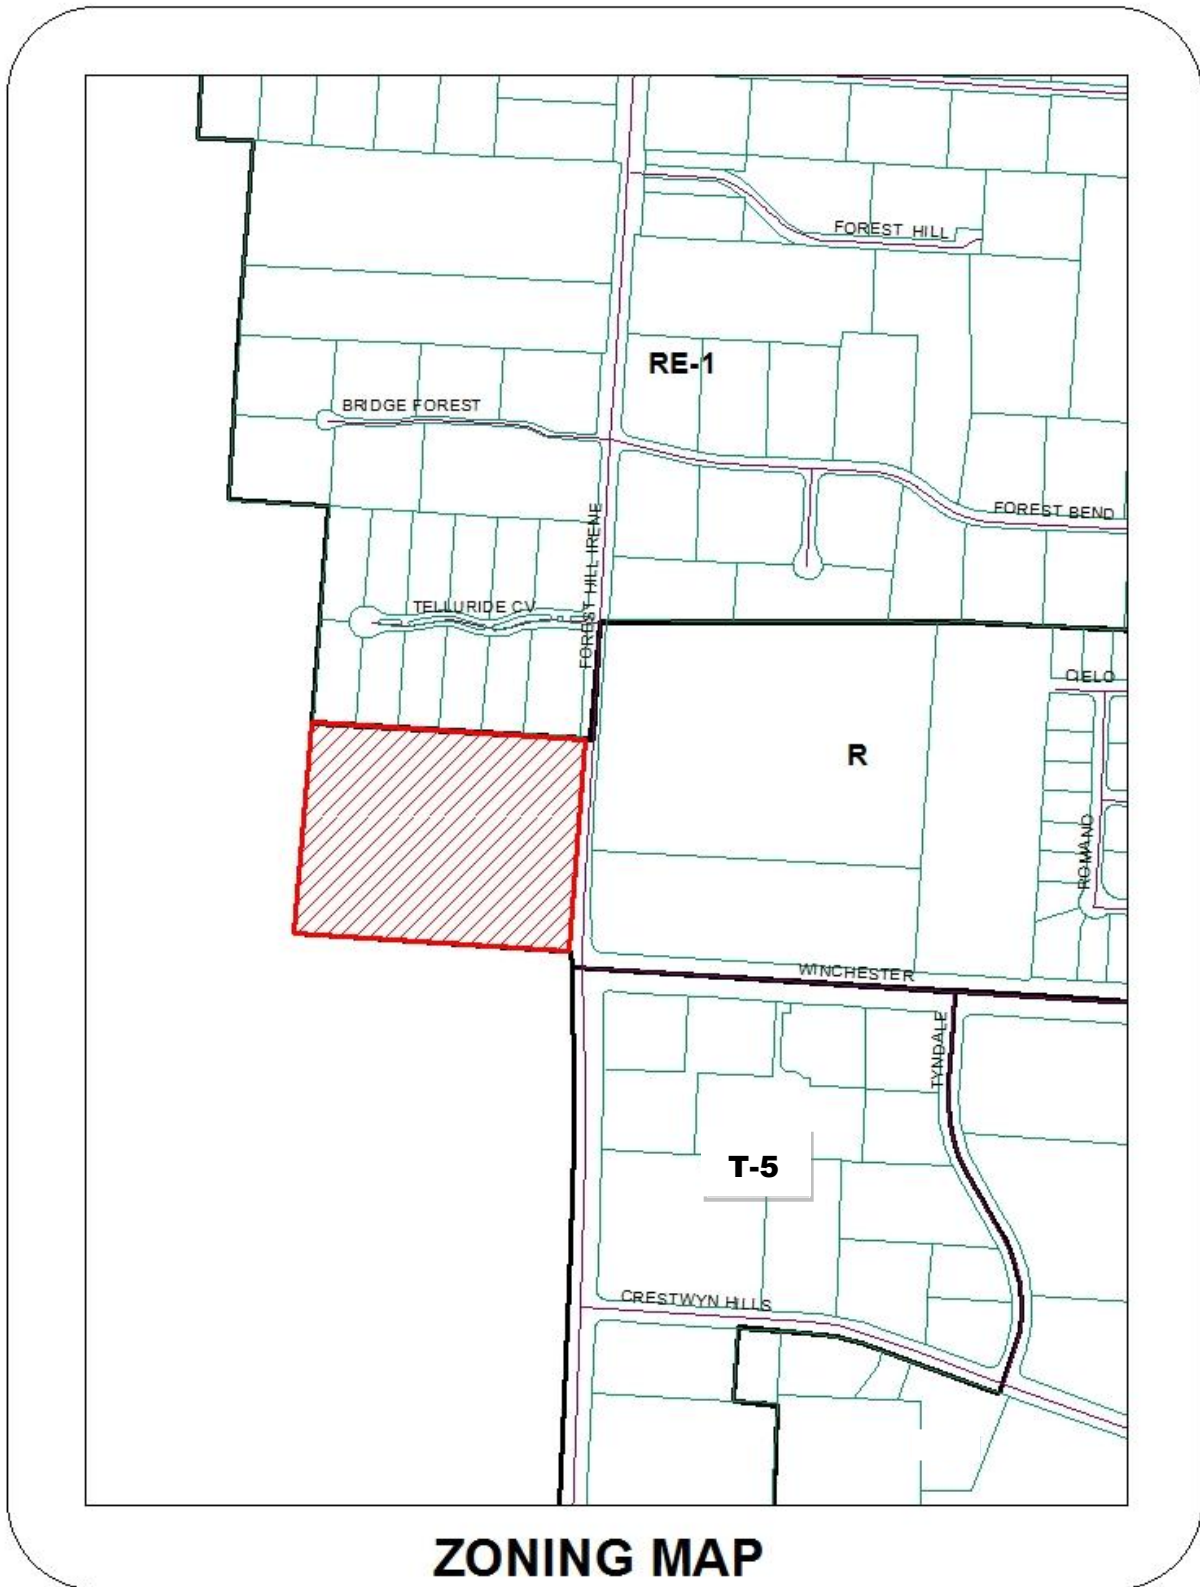 FOREST HILL
RE-1
BRIDGE FOREST
FOREST BEND
FOREST HILL IRENE
TELLURIDE CV
CIELO
R
ROMANO
WINCHESTER
TYNDALE
T-5
CRESTWYN HILLS
ZONING MAP